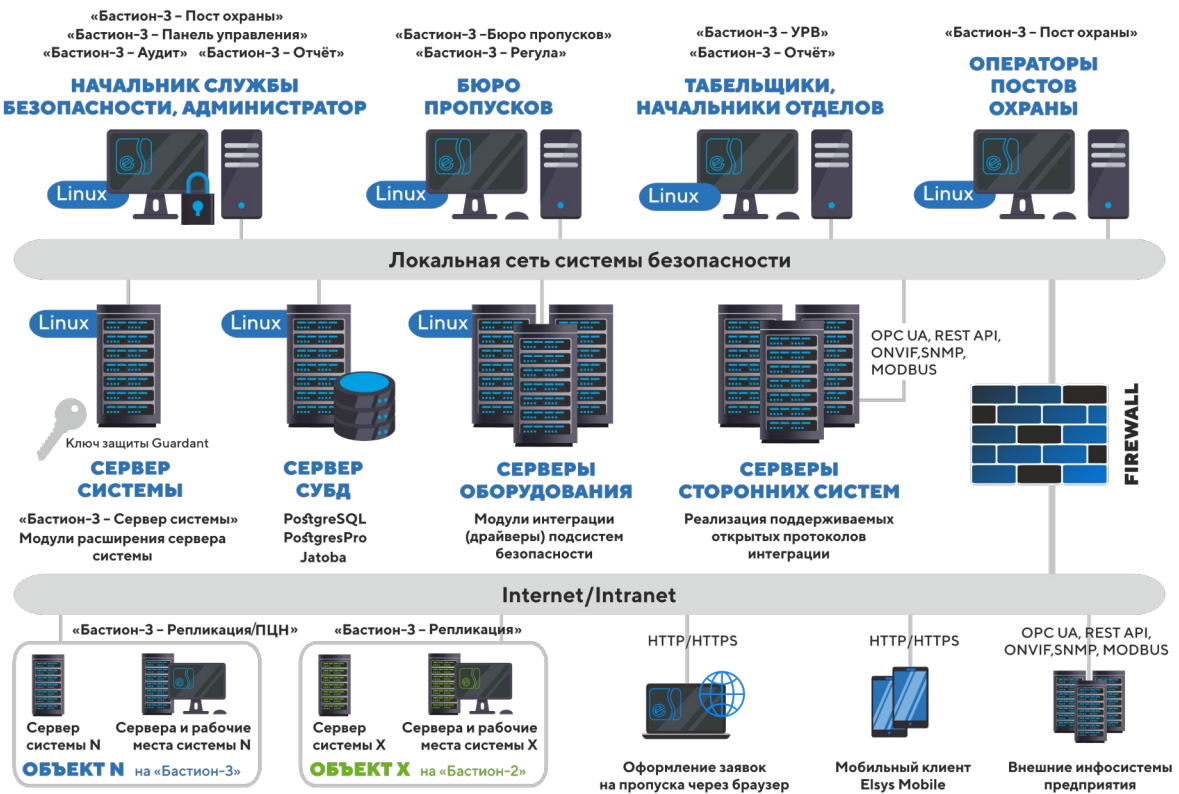 «Бастион-3 – Пост охраны»
«Бастион-3 – Панель управления»
«Бастион-3 – Аудит» «Бастион-3 – Отчёт»
НАЧАЛЬНИК СЛУЖБЫ
БЕЗОПАСНОСТИ, АДМИНИСТРАТОР
Linux
«Бастион-3 –Бюро пропусков»
«Бастион-3 – Регула»
БЮРО
ПРОПУСКОВ
Linux
«Бастион-3 – УРВ»
«Бастион-3 – Отчёт»
ТАБЕЛЬЩИКИ,
НАЧАЛЬНИКИ ОТДЕЛОВ
Linux
«Бастион-3 – Пост охраны»
ОПЕРАТОРЫ
ПОСТОВ
ОХРАНЫ
Linux
Локальная сеть системы безопасности
Linux
Ключ защиты Guardant
СЕРВЕР
СИСТЕМЫ
«Бастион-3 – Сервер системы»
Модули расширения сервера
системы
Linux
СЕРВЕР
СУБД
PostgreSQL
PostgresPro
Jatoba
Linux
СЕРВЕРЫ
ОБОРУДОВАНИЯ
Модули интеграции
(драйверы) подсистем
безопасности
СЕРВЕРЫ
СТОРОННИХ СИСТЕМ
Реализация поддерживаемых
открытых протоколов
интеграции
OPC UA, REST API,
ONVIF,SNMP,
MODBUS
FIREWALL
Internet/Intranet
«Бастион-3 – Репликация/ПЦН»
Сервер
системы N
Сервера и рабочие
места системы N
ОБЪЕКТ N на «Бастион-3»
«Бастион-3 – Репликация»
Сервер
системы X
Сервера и рабочие
места системы X
ОБЪЕКТ X на «Бастион-2»
HTTP/HTTPS
Оформление заявок
на пропуска через браузер
HTTP/HTTPS
Мобильный клиент
Elsys Mobile
OPC UA, REST API,
ONVIF,SNMP, MODBUS
Внешние инфосистемы
предприятия